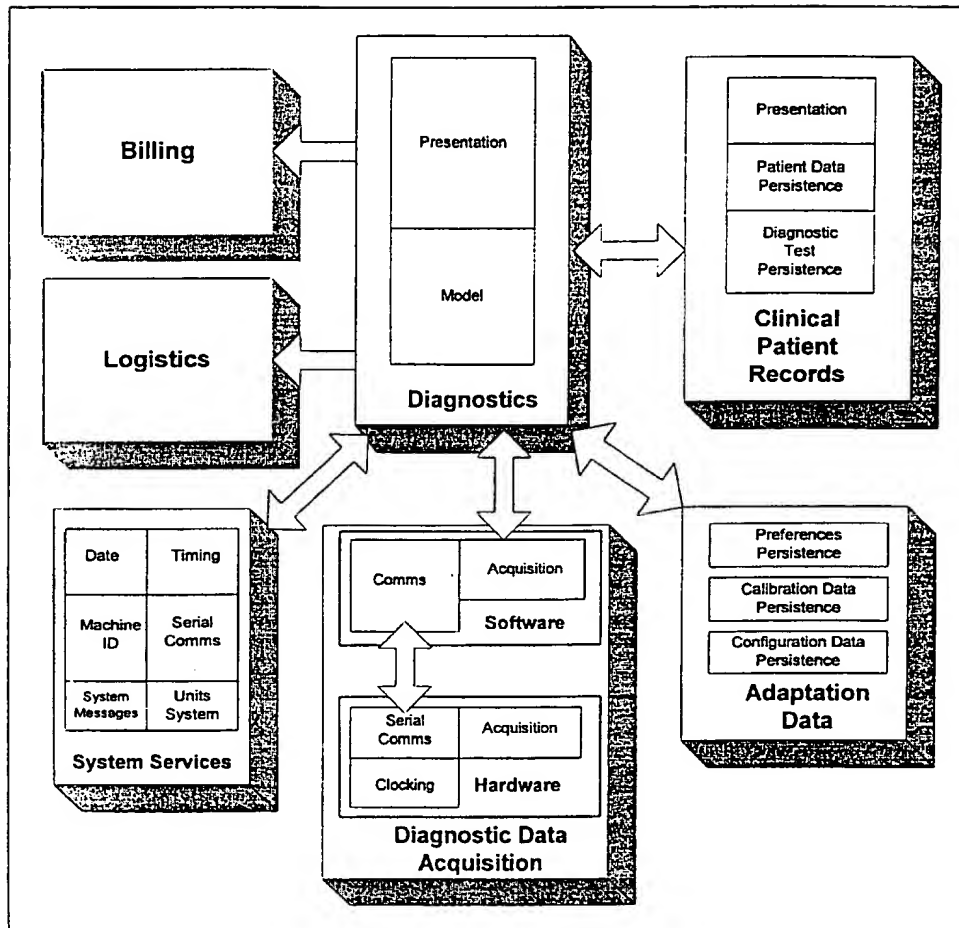 Billing
Logistics
Presentation
Model
Diagnostics
Presentation
Patient Data
Persistence
Diagnostic
Test
Persistence
Clinical
Patient
Records
Date
Timing
Machine
ID
Serial
Comms
System
Messages
Units
System
System Services
Comms
Acquisition
Software
Serial
Comms
Acquisition
Clocking
Hardware
Diagnostic Data
Acquisition
Preferences
Persistence
Calibration Data
Persistence
Configuration Data
Persistence
Adaptation
Data